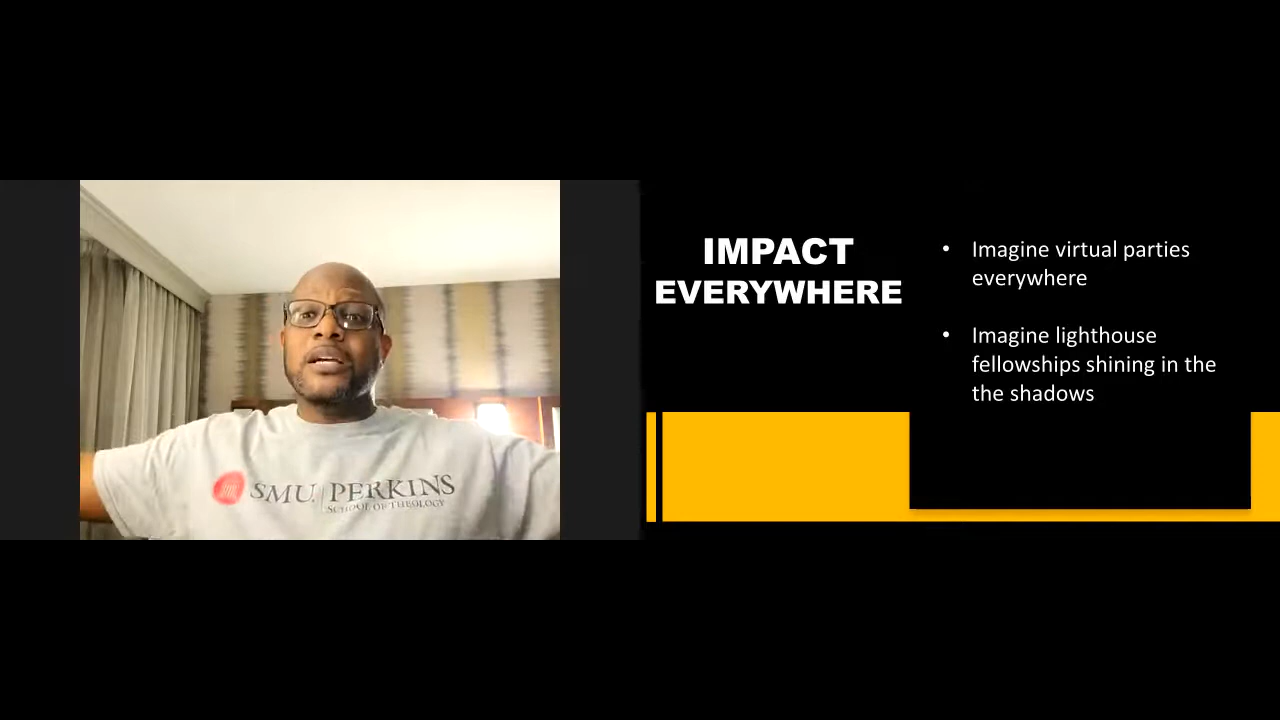 SMU. PERKINS
SCHOOL OF THEOLOGY
IMPACT
EVERYWHERE
• Imagine virtual parties
everywhere
• Imagine lighthouse
fellowships shining in the
the shadows